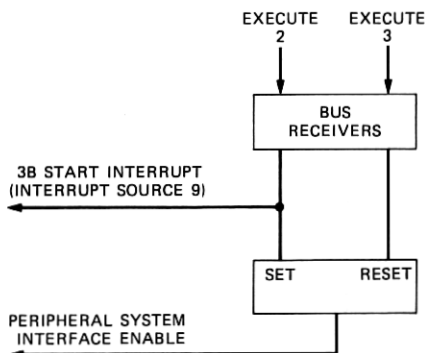 EXECUTE EXECUTE
2 3
BUS
RECEIVERS
3B START INTERRUPT
(INTERRUPT SOURCE 9)
SET RESET
PERIPHERAL SYSTEM
INTERFACE ENABLE